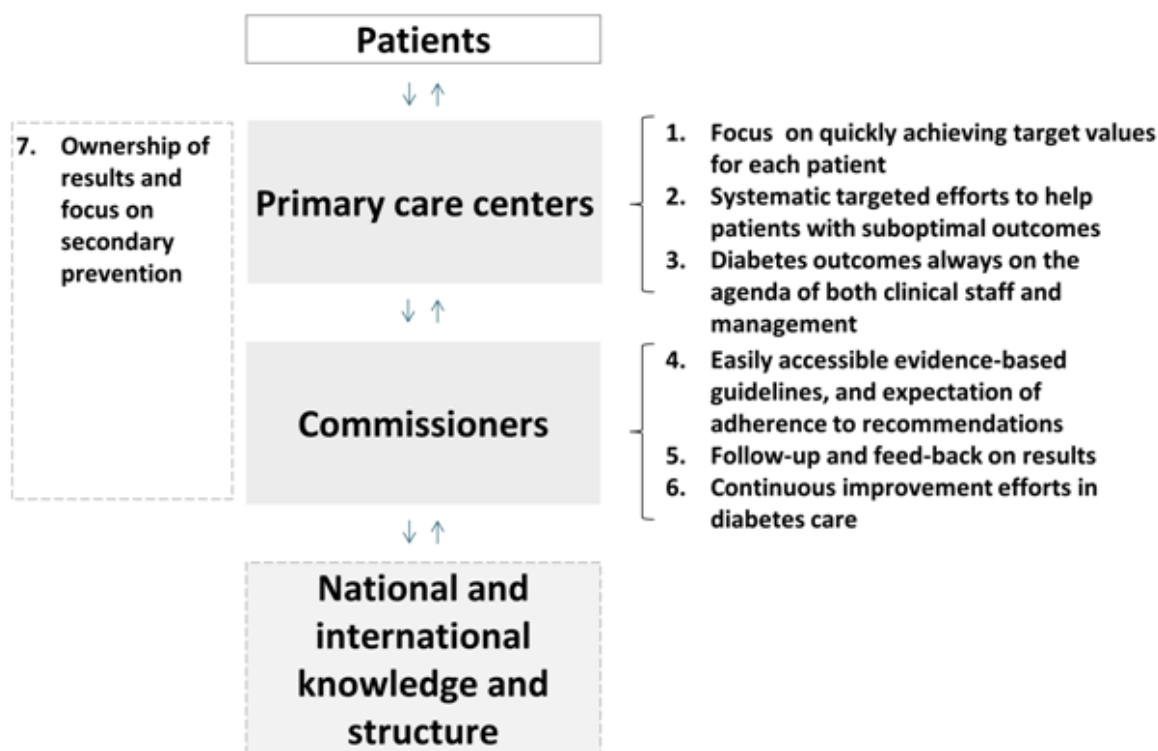 Patients
7. Ownership of
results and
focus on
secondary
prevention
Primary care centers
1. Focus on quickly achieving target values
for each patient
2. Systematic targeted efforts to help
patients with suboptimal outcomes
3. Diabetes outcomes always on the
agenda of both clinical staff and
management
Commissioners
4. Easily accessible evidence-based
guidelines, and expectation of
adherence to recommendations
5. Follow-up and feed-back on results
6. Continuous improvement efforts in
diabetes care
National and
international
knowledge and
structure